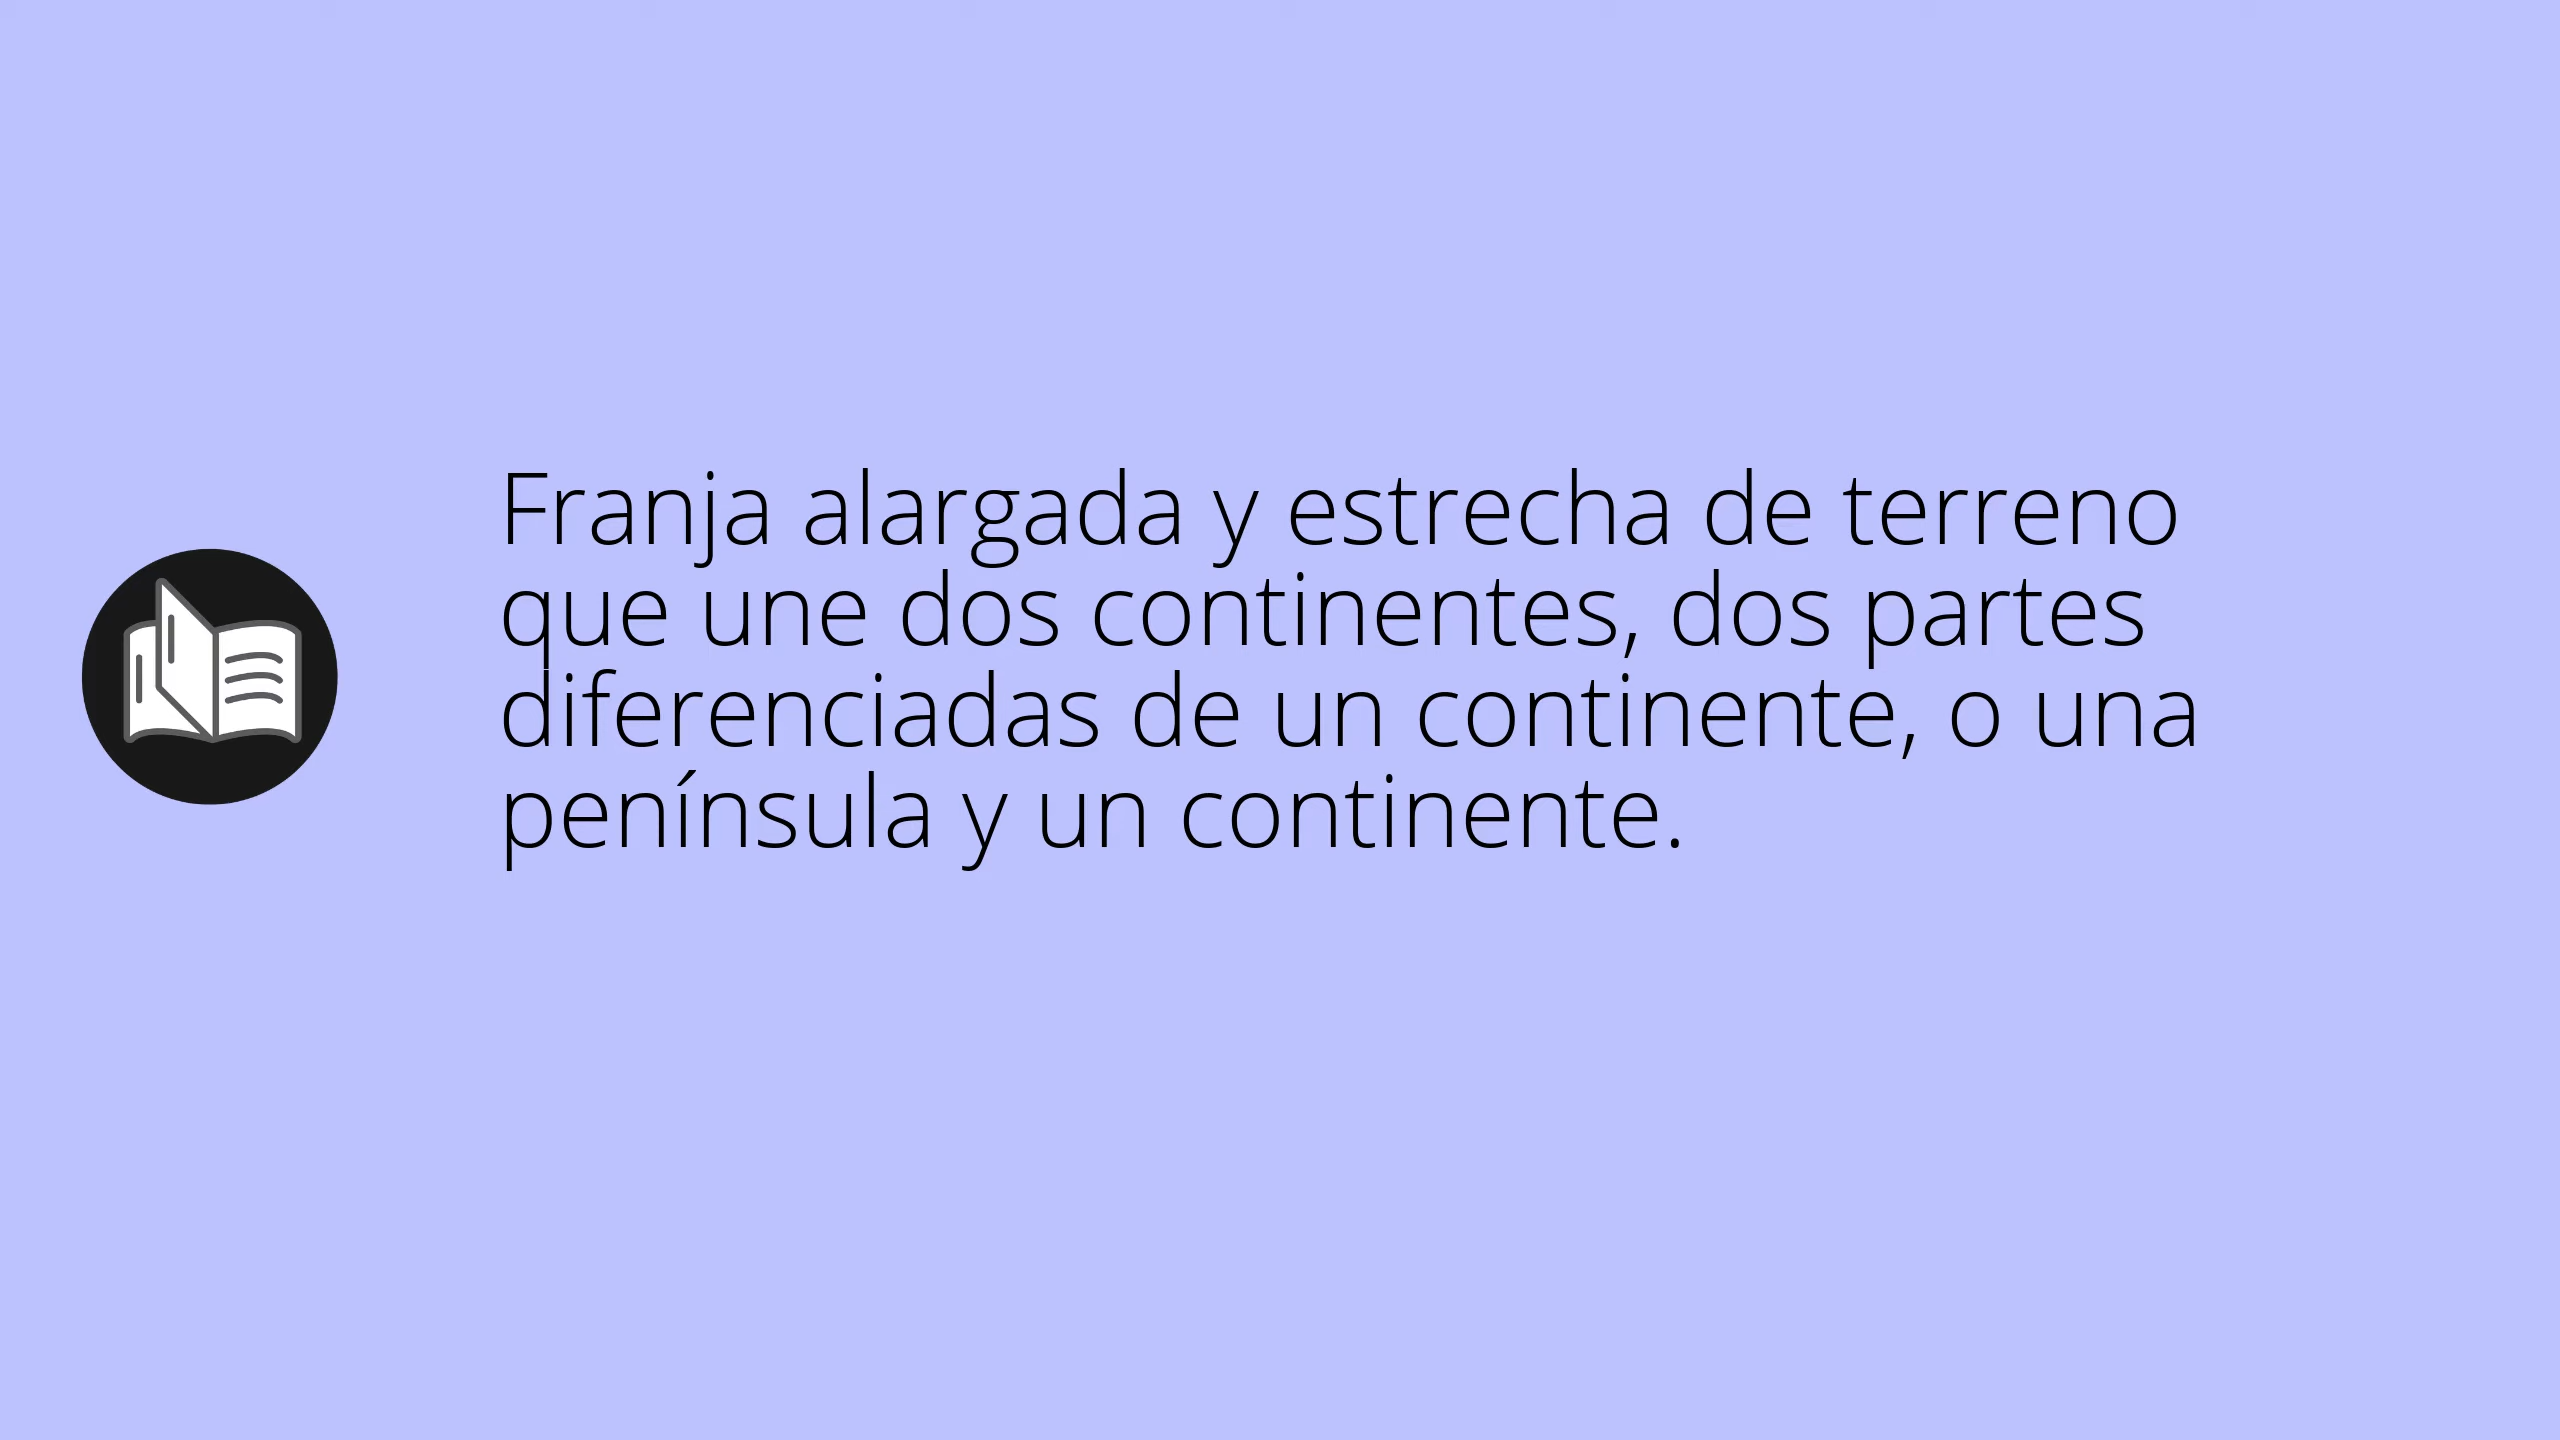 Franja alargada y estrecha de terreno
que une dos continentes, dos partes
diferenciadas de un continente, o una
península y un continente.